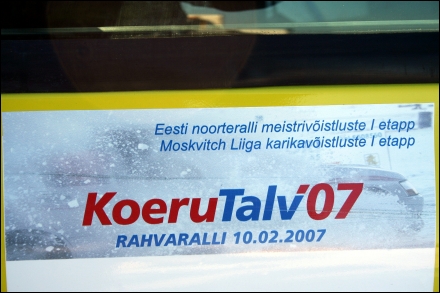 Eesti noorteralli meistrivõistluste I etapp
Moskvitch Liiga karikavõistluste I etapp
KoeruTalv'07
RAHVARALLI 10.02.2007